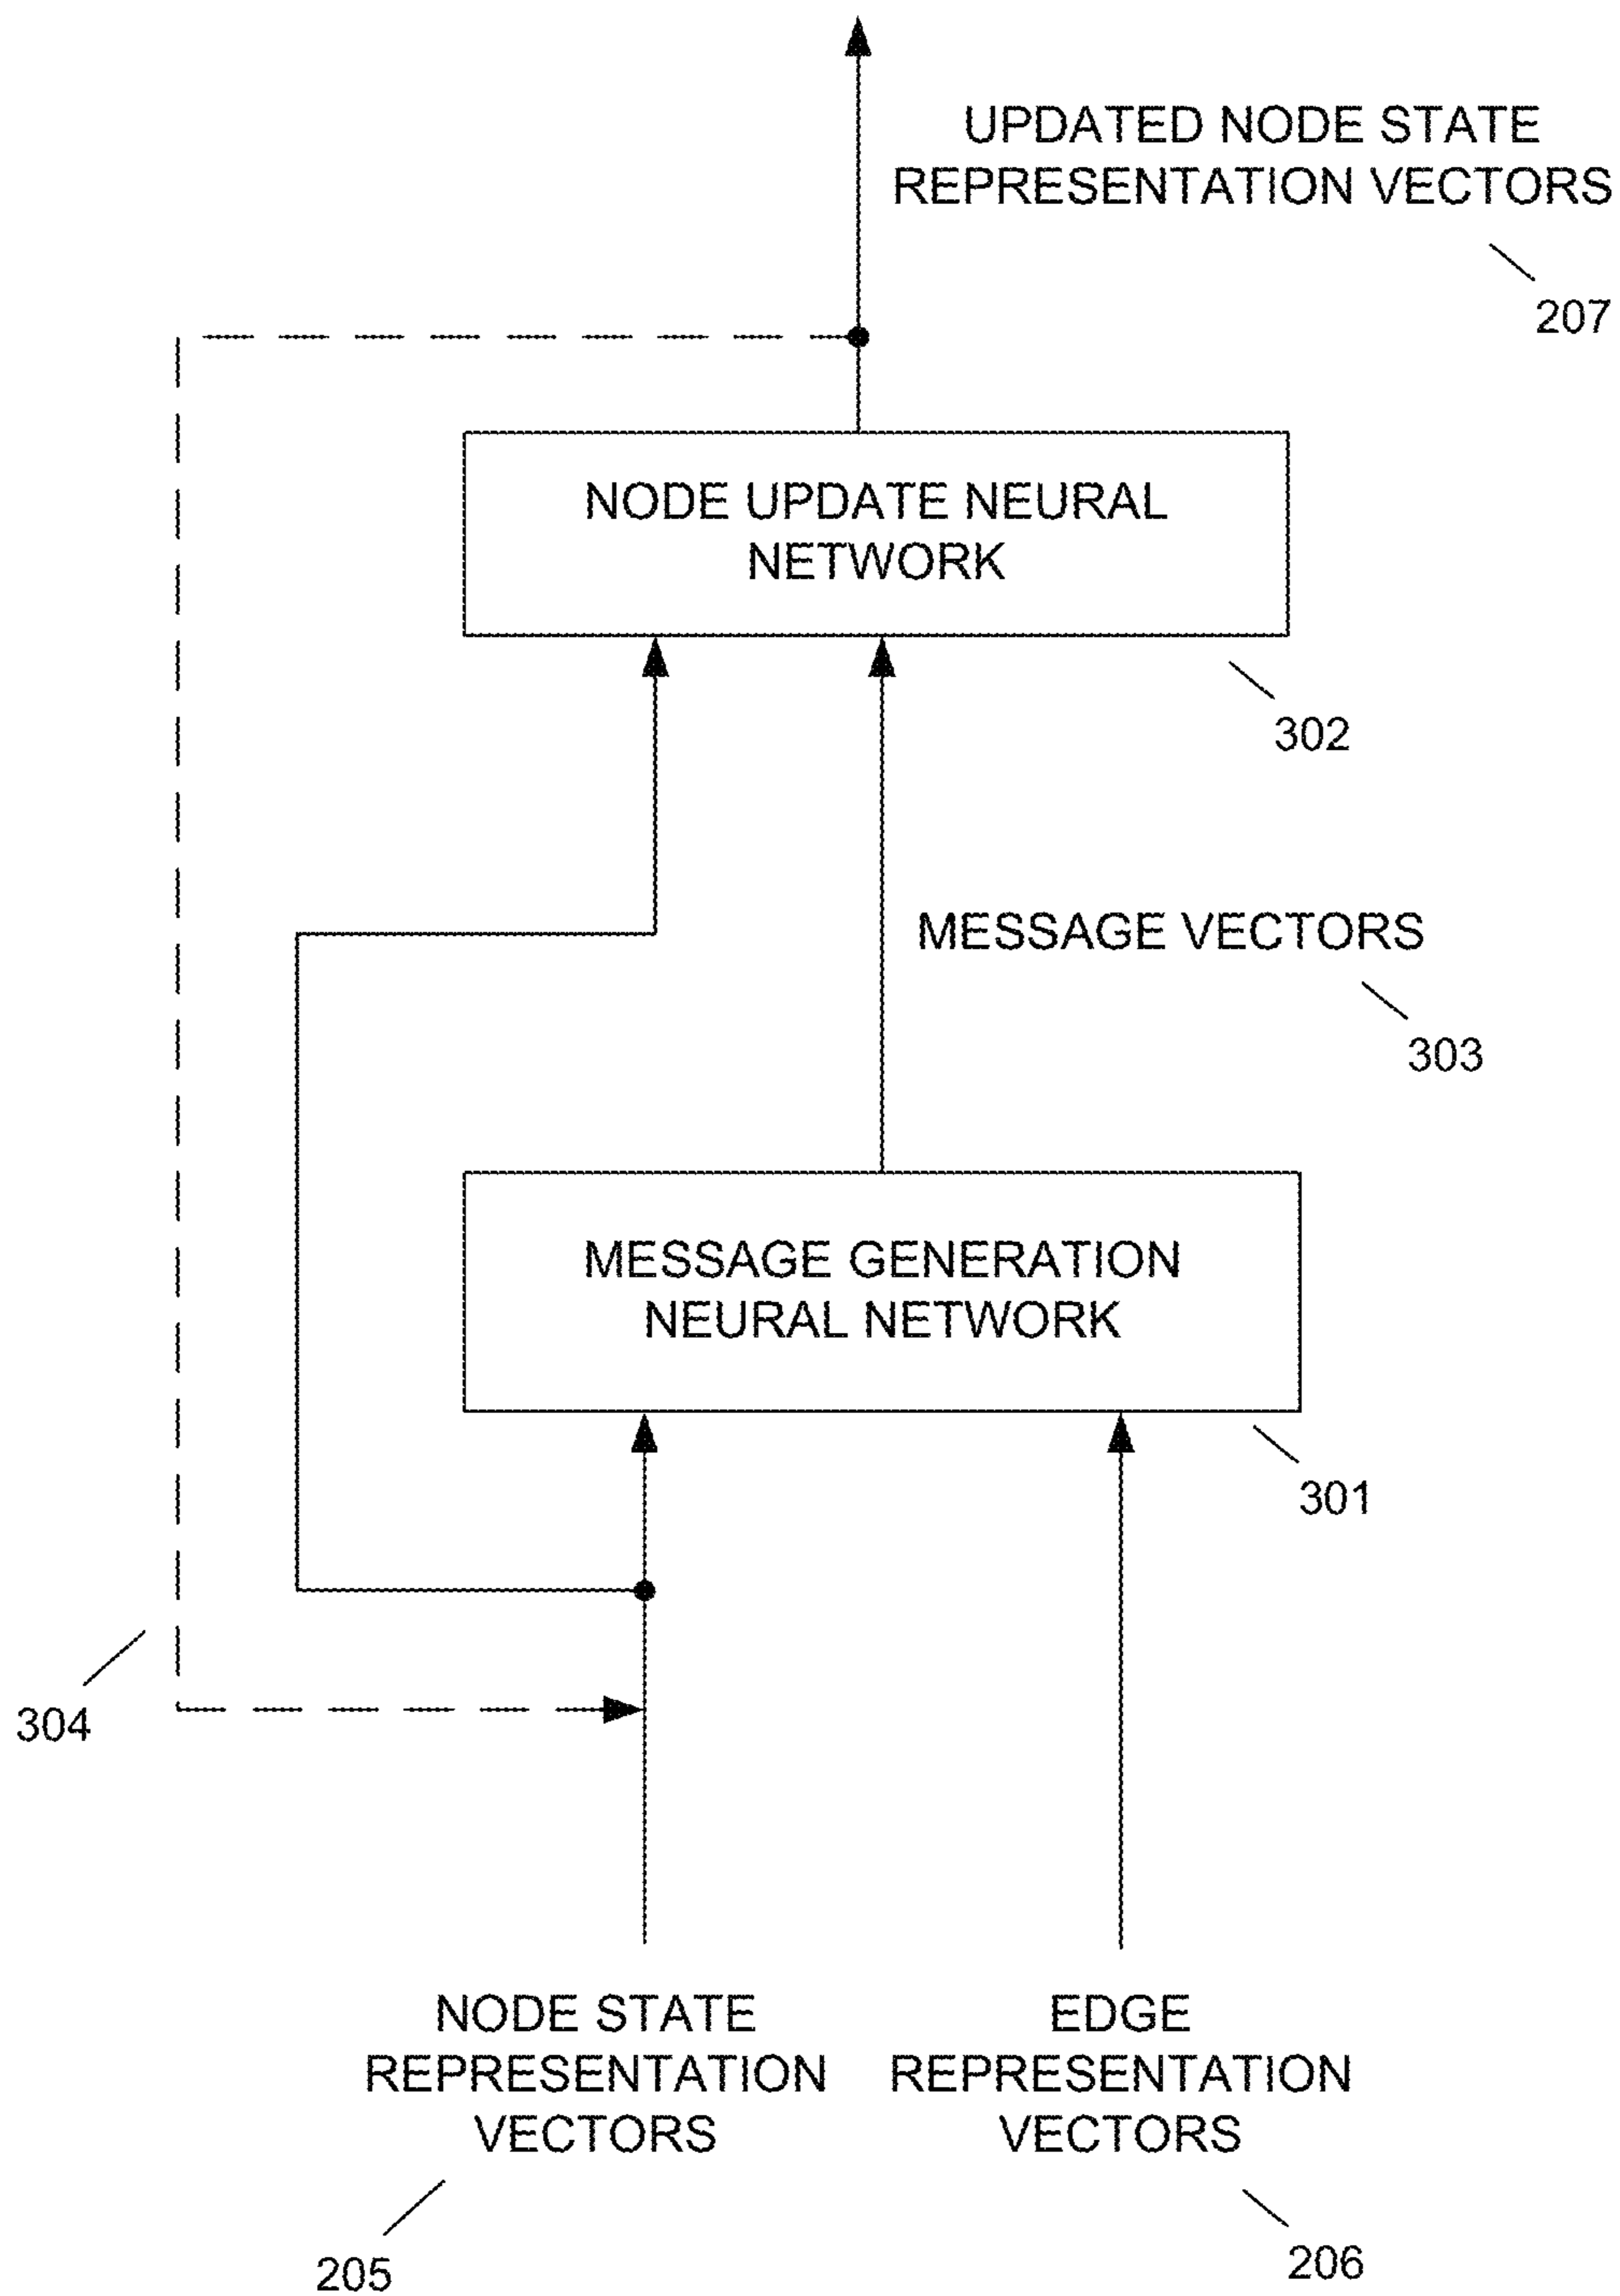 UPDATED NODE STATE
REPRESENTATION VECTORS
207
NODE UPDATE NEURAL
NETWORK
302
MESSAGE VECTORS
303
MESSAGE GENERATION
NEURAL NETWORK
301
304
NODE STATE
REPRESENTATION
VECTORS
205
EDGE
REPRESENTATION
VECTORS
206